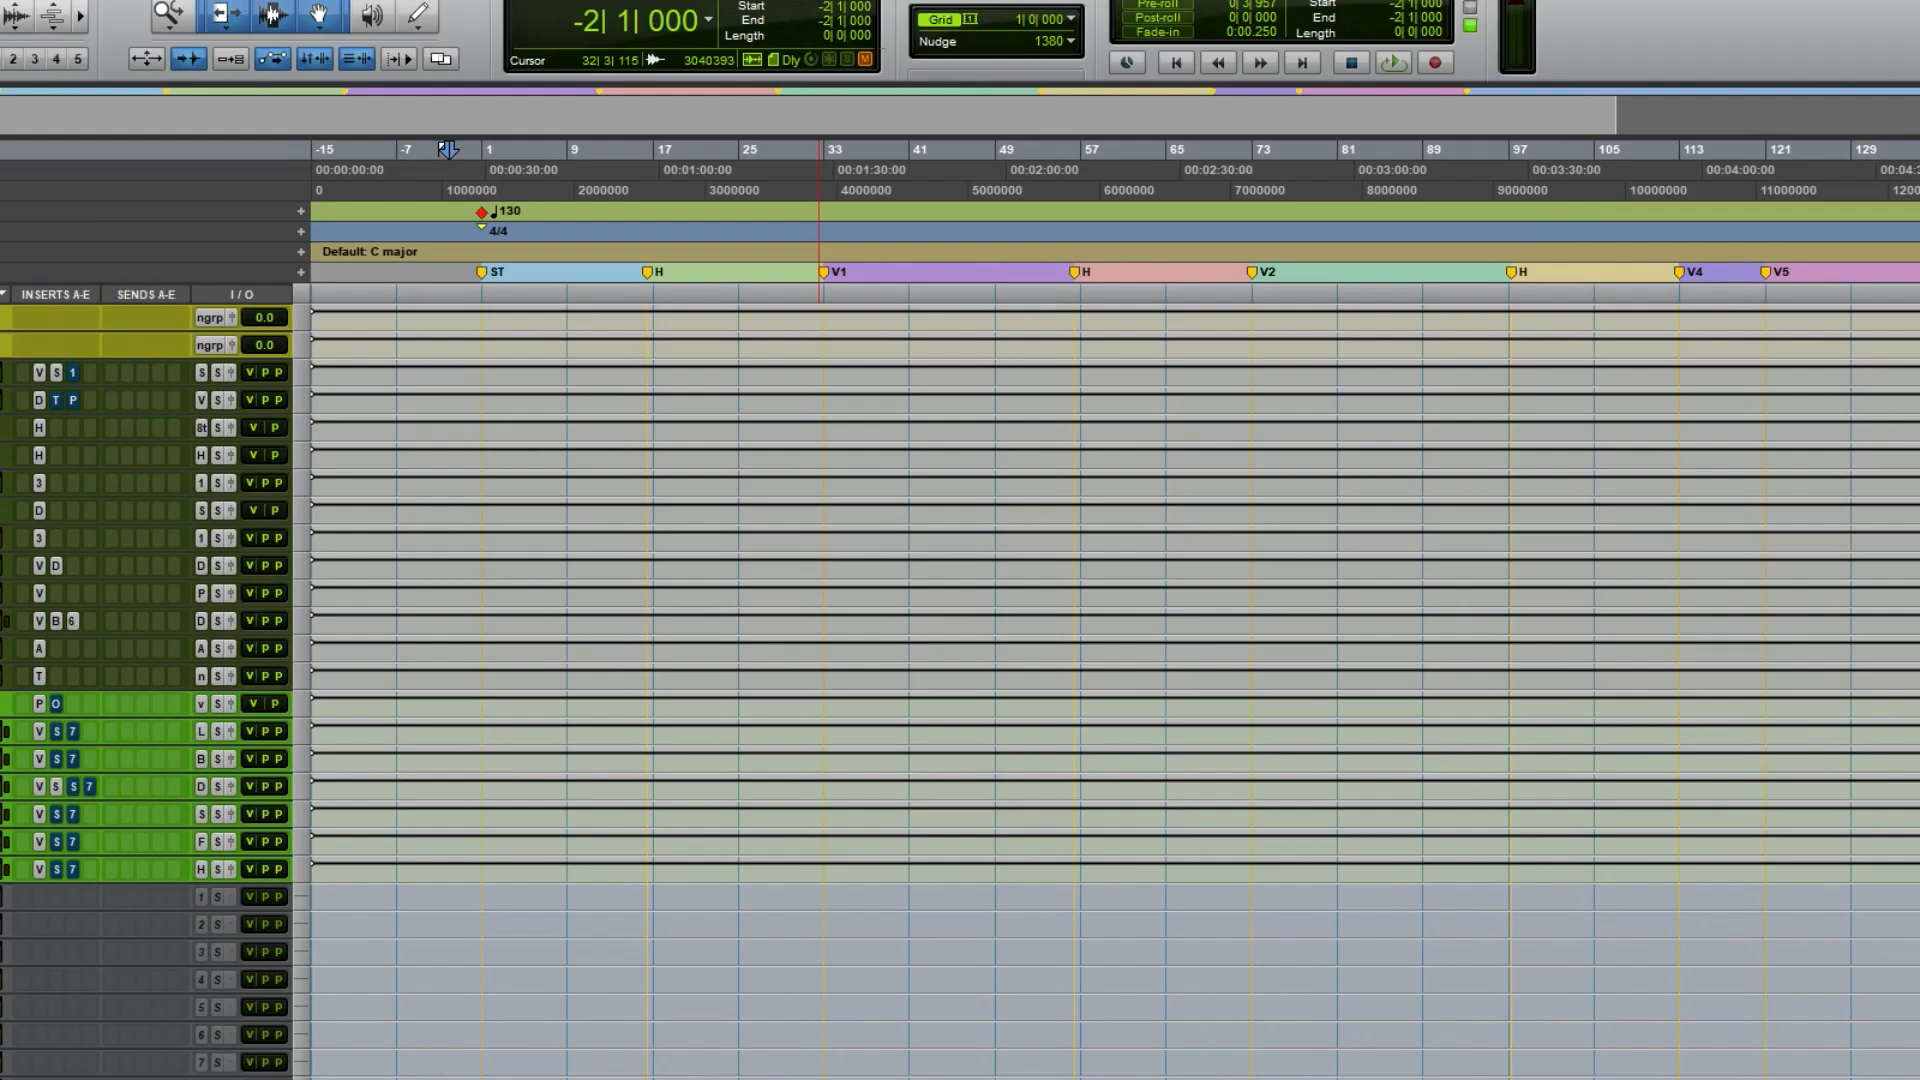 -2| 1| 000
Start -2| 1| 000
End -2| 1| 000
Length 0| 0| 000
Grid 1| 0| 000
Nudge 1380
Pre-roll 0| 3| 957
Post-roll 0| 0| 000
Fade-in 0:00.250
Start -2| 1| 000
End -2| 1| 000
Length 0| 0| 000
2 3 4 5
Cursor 32| 3| 115 3040393 Dly S M
-15 -7 1 9 17 25 33 41 49 57 65 73 81 89 97 105 113 121 129
00:00:00:00 00:00:30:00 00:01:00:00 00:01:30:00 00:02:00:00 00:02:30:00 00:03:00:00 00:03:30:00 00:04:00:00
0 1000000 2000000 3000000 4000000 5000000 6000000 7000000 8000000 9000000 10000000 11000000
130
4/4
Default: C major
ST H V1 H V2 H V4 V5
INSERTS A-E SENDS A-E I / O
ngrp 0.0
ngrp 0.0
V S 1 S S V P P
D T P V S V P P
H 8t S V P
H H S V P
3 1 S V P P
D S S V P
3 1 S V P P
V D D S V P P
V P S V P P
V B 6 D S V P P
A A S V P P
T n S V P P
P O v S V P
V S 7 L S V P P
V S 7 B S V P P
V S S 7 D S V P P
V S 7 S S V P P
V S 7 F S V P P
V S 7 H S V P P
1 S V P P
2 S V P P
3 S V P P
4 S V P P
5 S V P P
6 S V P P
7 S V P P